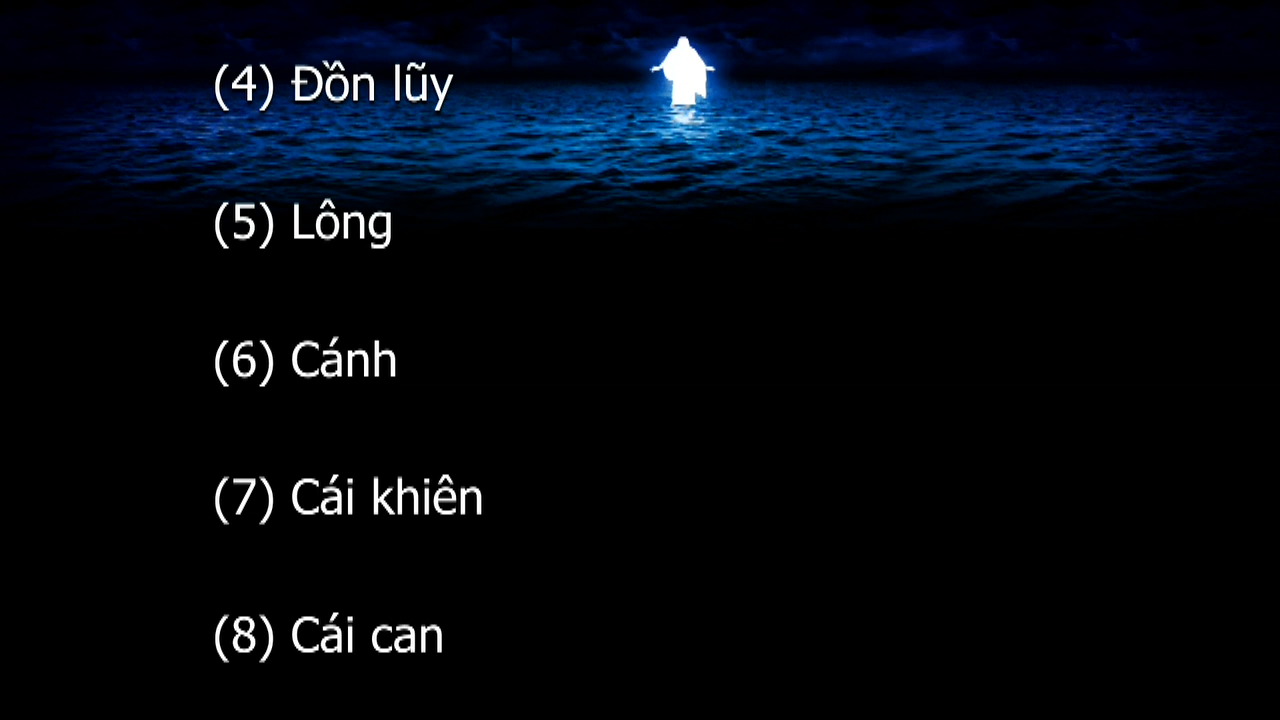 (4) Đồn lũy
(5) Lông
(6) Cánh
(7) Cái khiên
(8) Cái can